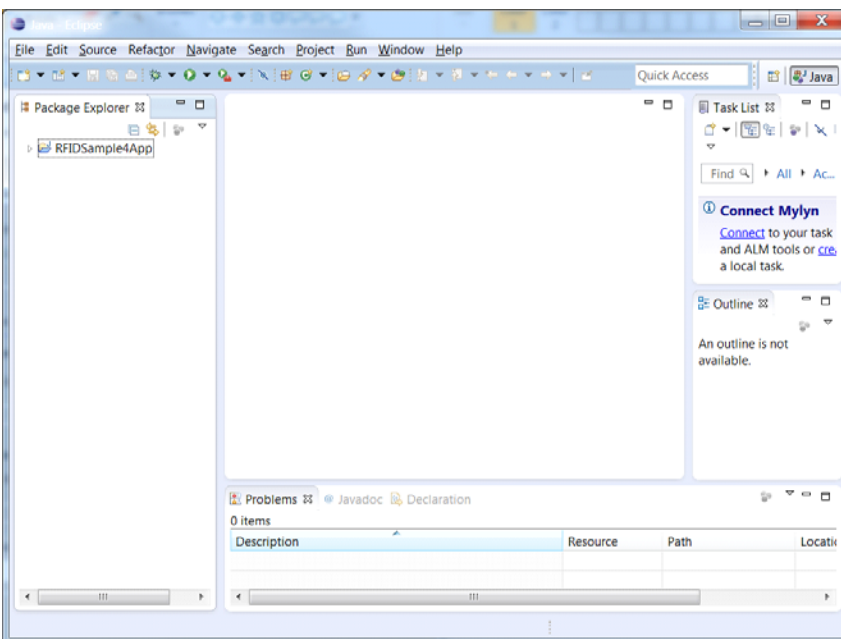 Java - Eclipse
File Edit Source Refactor Navigate Search Project Run Window Help
Quick Access
Java
Package Explorer
RFIDSample4App
Task List
Find
All
Ac...
Connect Mylyn
Connect to your task
and ALM tools or cre
a local task.
Outline
An outline is not
available.
Problems
Javadoc
Declaration
0 items
Description Resource Path Locatio